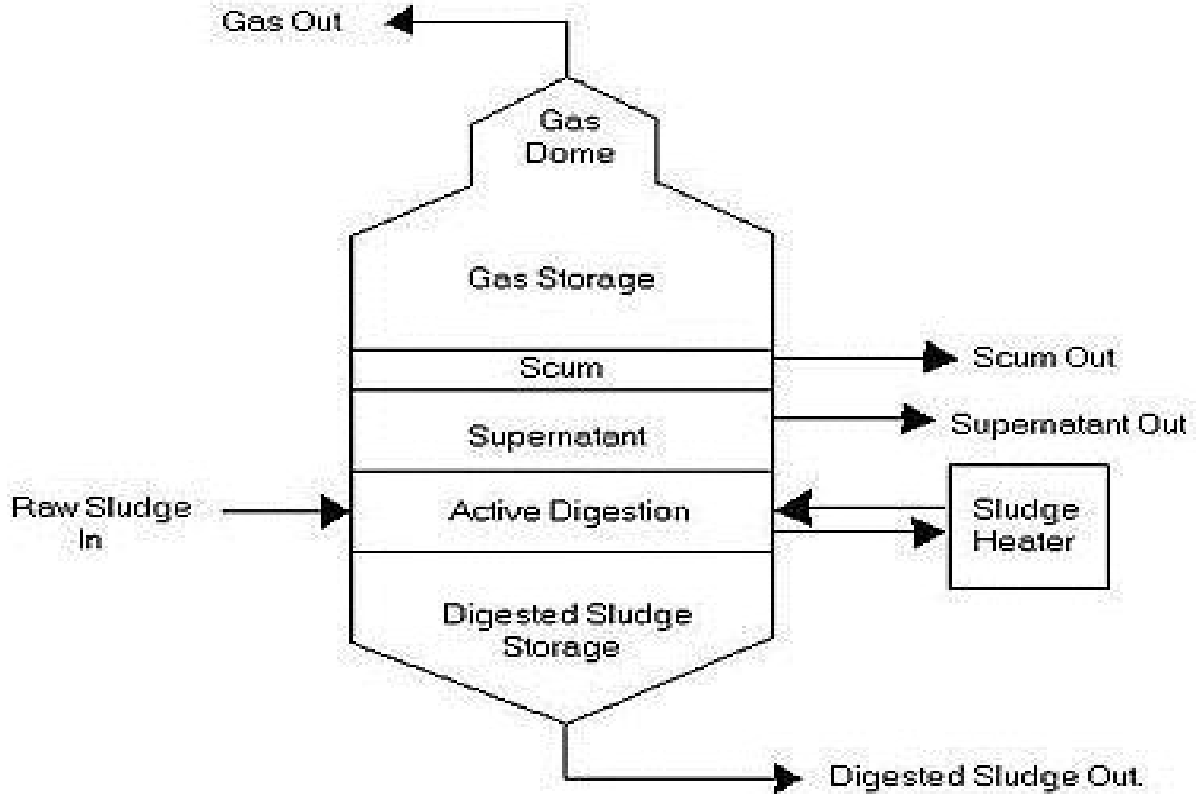 Gas Out
Gas
Dome
Gas Storage
Scum
Scum Out
Supernatant
Supernatant Out
Raw Sludge
In
Active Digestion
Sludge
Heater
Digested Sludge
Storage
Digested Sludge Out.